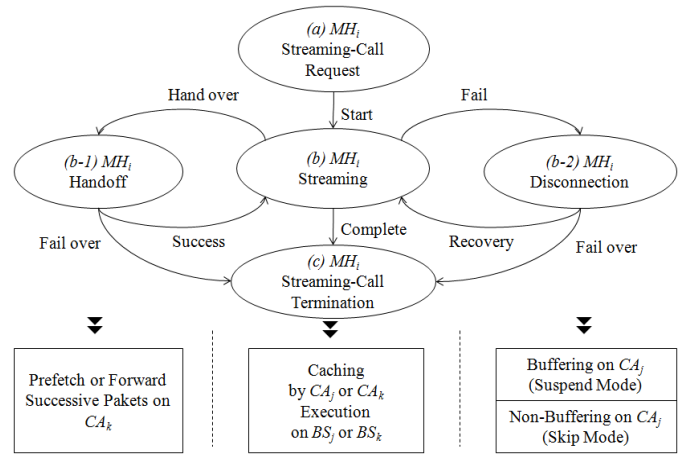 (a) MHi
Streaming-Call
Request
Hand over
Start
Fail
(b-1) MHi
Handoff
(b) MHi
Streaming
(b-2) MHi
Disconnection
Fail over
Success
Complete
Recovery
Fail over
(c) MHi
Streaming-Call
Termination
Prefetch or Forward
Successive Pakets on
CAk
Caching
by CAj or CAk
Execution
on BSj or BSk
Buffering on CAj
(Suspend Mode)
Non-Buffering on CAj
(Skip Mode)